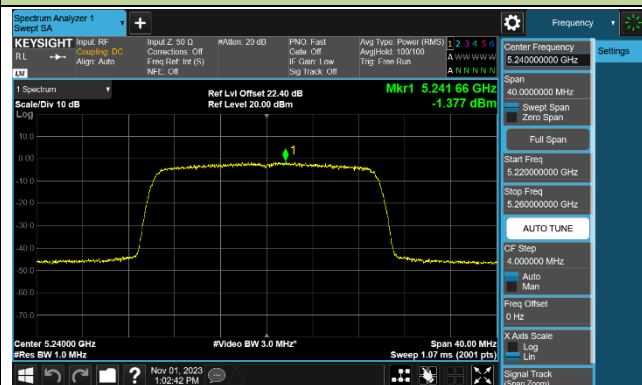 Spectrum Analyzer 1
Swept SA
Frequency
KEYSIGHT
RL
LXI
Input: RF
Coupling: DC
Align: Auto
Input Z: 50 Ω
Corrections: Off
Freq Ref: Int (S)
NFE: Off
#Atten: 20 dB
PNO: Fast
Gate: Off
IF Gain: Low
Sig Track: Off
Avg Type: Power (RMS)
Avg|Hold: 100/100
Trig: Free Run
1 2 3 4 5 6
A W W W W W
A N N N N N
1 Spectrum
Scale/Div 10 dB
Log
Ref Lvl Offset 22.40 dB
Ref Level 20.00 dBm
Mkr1 5.241 66 GHz
-1.377 dBm
10.0
0.00
-10.0
-20.0
-30.0
-40.0
-50.0
-60.0
-70.0
1
Center 5.24000 GHz
#Res BW 1.0 MHz
#Video BW 3.0 MHz*
Span 40.00 MHz
Sweep 1.07 ms (2001 pts)
Nov 01, 2023
1:02:42 PM
Center Frequency
5.240000000 GHz
Settings
Span
40.0000000 MHz
Swept Span
Zero Span
Full Span
Start Freq
5.220000000 GHz
Stop Freq
5.260000000 GHz
AUTO TUNE
CF Step
4.000000 MHz
Auto
Man
Freq Offset
0 Hz
X Axis Scale
Log
Lin
Signal Track
(Span Zoom)